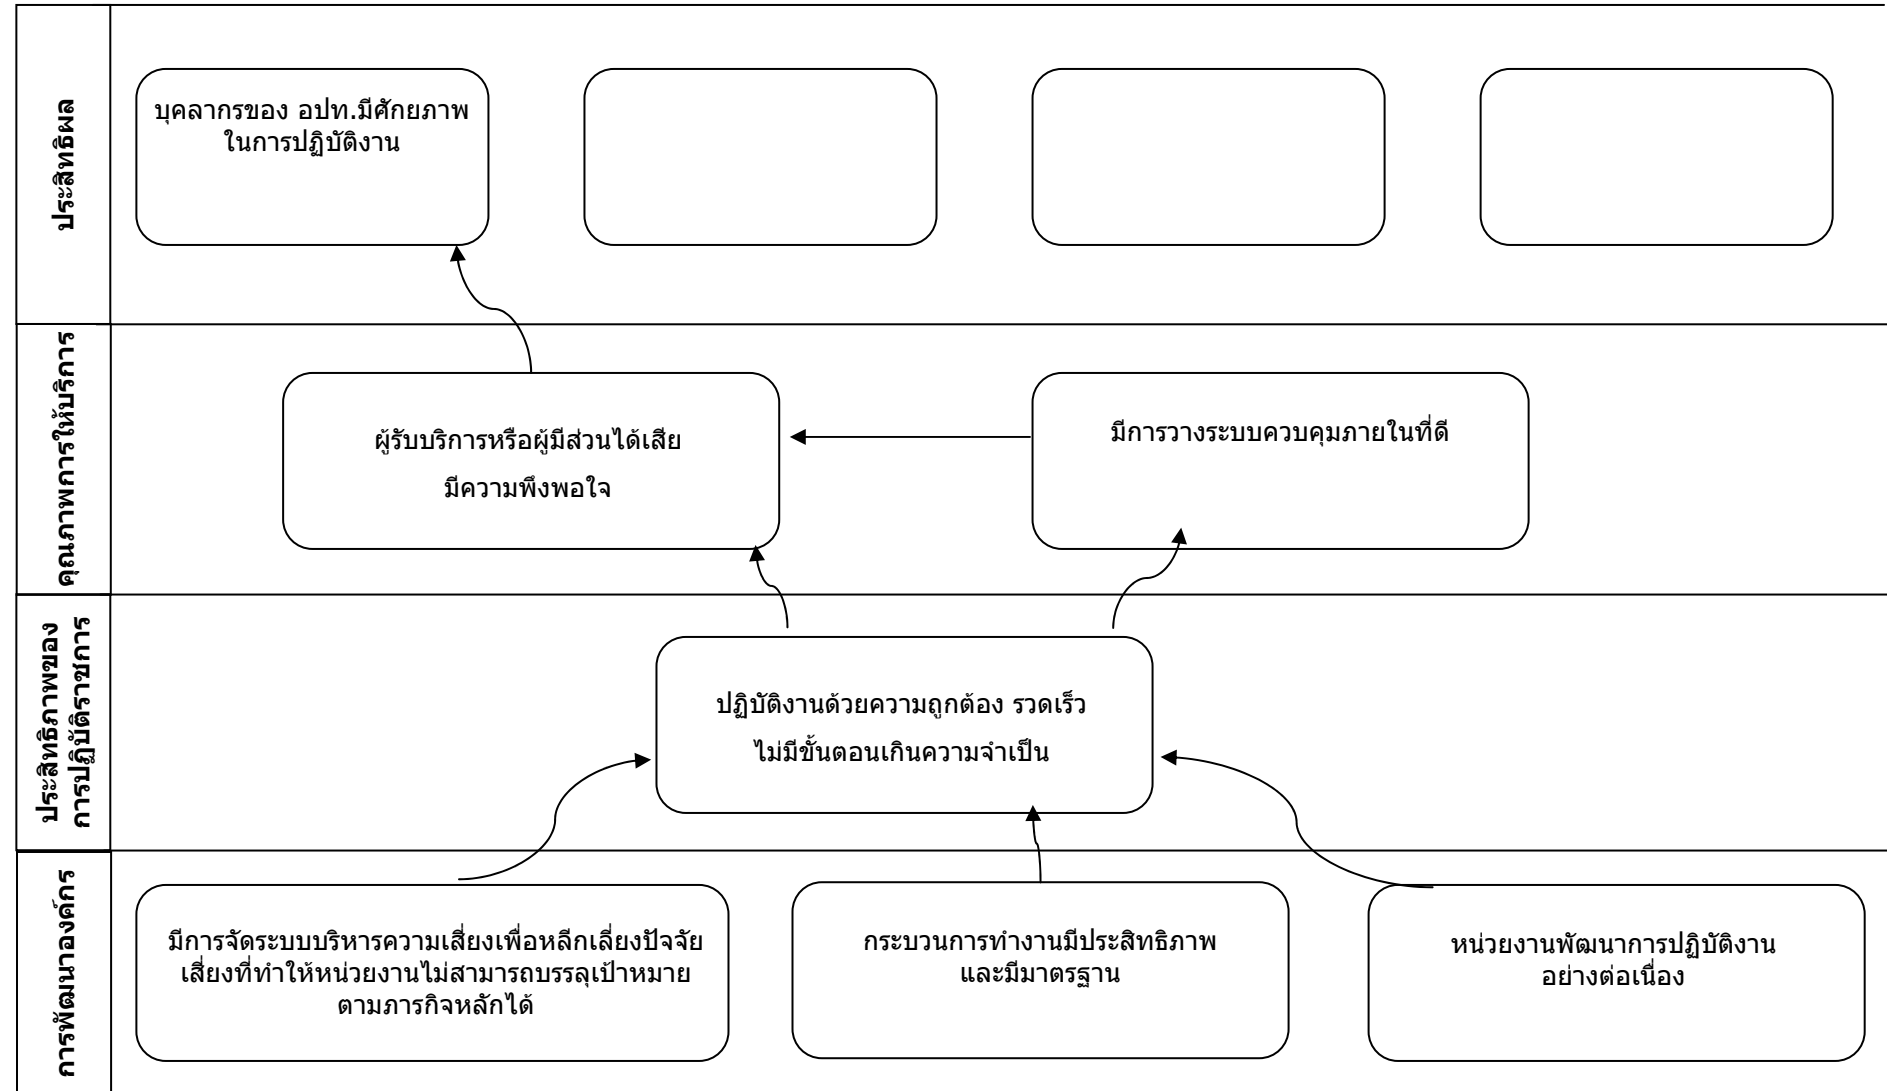 ประสิทธิผล
บุคลากรของ อปท.มีศักยภาพ
ในการปฏิบัติงาน
คุณภาพการให้บริการ
ผู้รับบริการหรือผู้มีส่วนได้เสีย
มีความพึงพอใจ
มีการวางระบบควบคุมภายในที่ดี
ประสิทธิภาพของ
การปฏิบัติราชการ
ปฏิบัติงานด้วยความถูกต้อง รวดเร็ว
ไม่มีขั้นตอนเกินความจำเป็น
การพัฒนาองค์กร
มีการจัดระบบบริหารความเสี่ยงเพื่อหลีกเลี่ยงปัจจัย
เสี่ยงที่ทำให้หน่วยงานไม่สามารถบรรลุเป้าหมาย
ตามภารกิจหลักได้
กระบวนการทำงานมีประสิทธิภาพ
และมีมาตรฐาน
หน่วยงานพัฒนาการปฏิบัติงาน
อย่างต่อเนื่อง